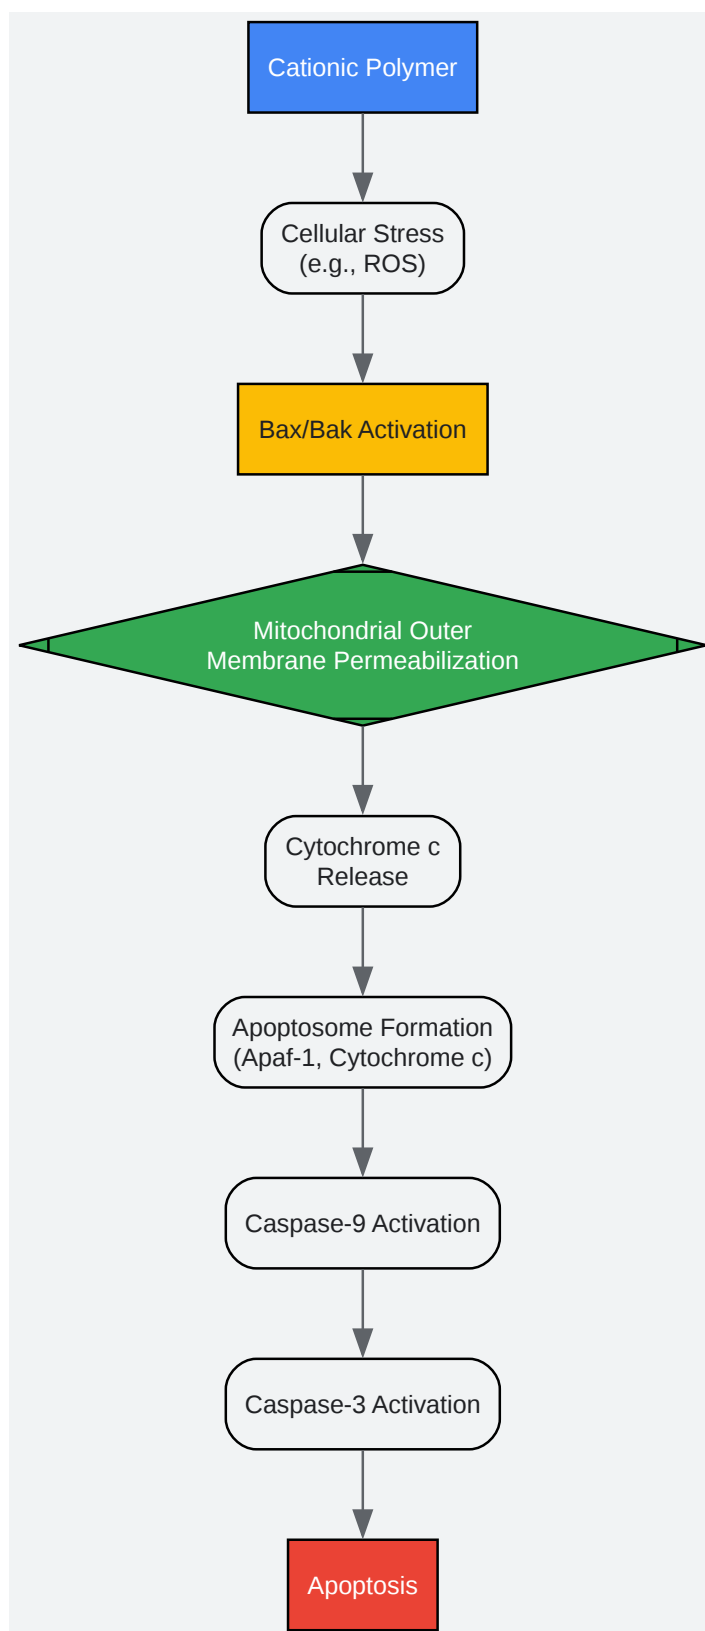 Cationic Polymer
Cellular Stress
(e.g., ROS)
Bax/Bak Activation
Mitochondrial Outer
Membrane Permeabilization
Cytochrome c
Release
Apoptosome Formation
(Apaf-1, Cytochrome c)
Caspase-9 Activation
Caspase-3 Activation
Apoptosis